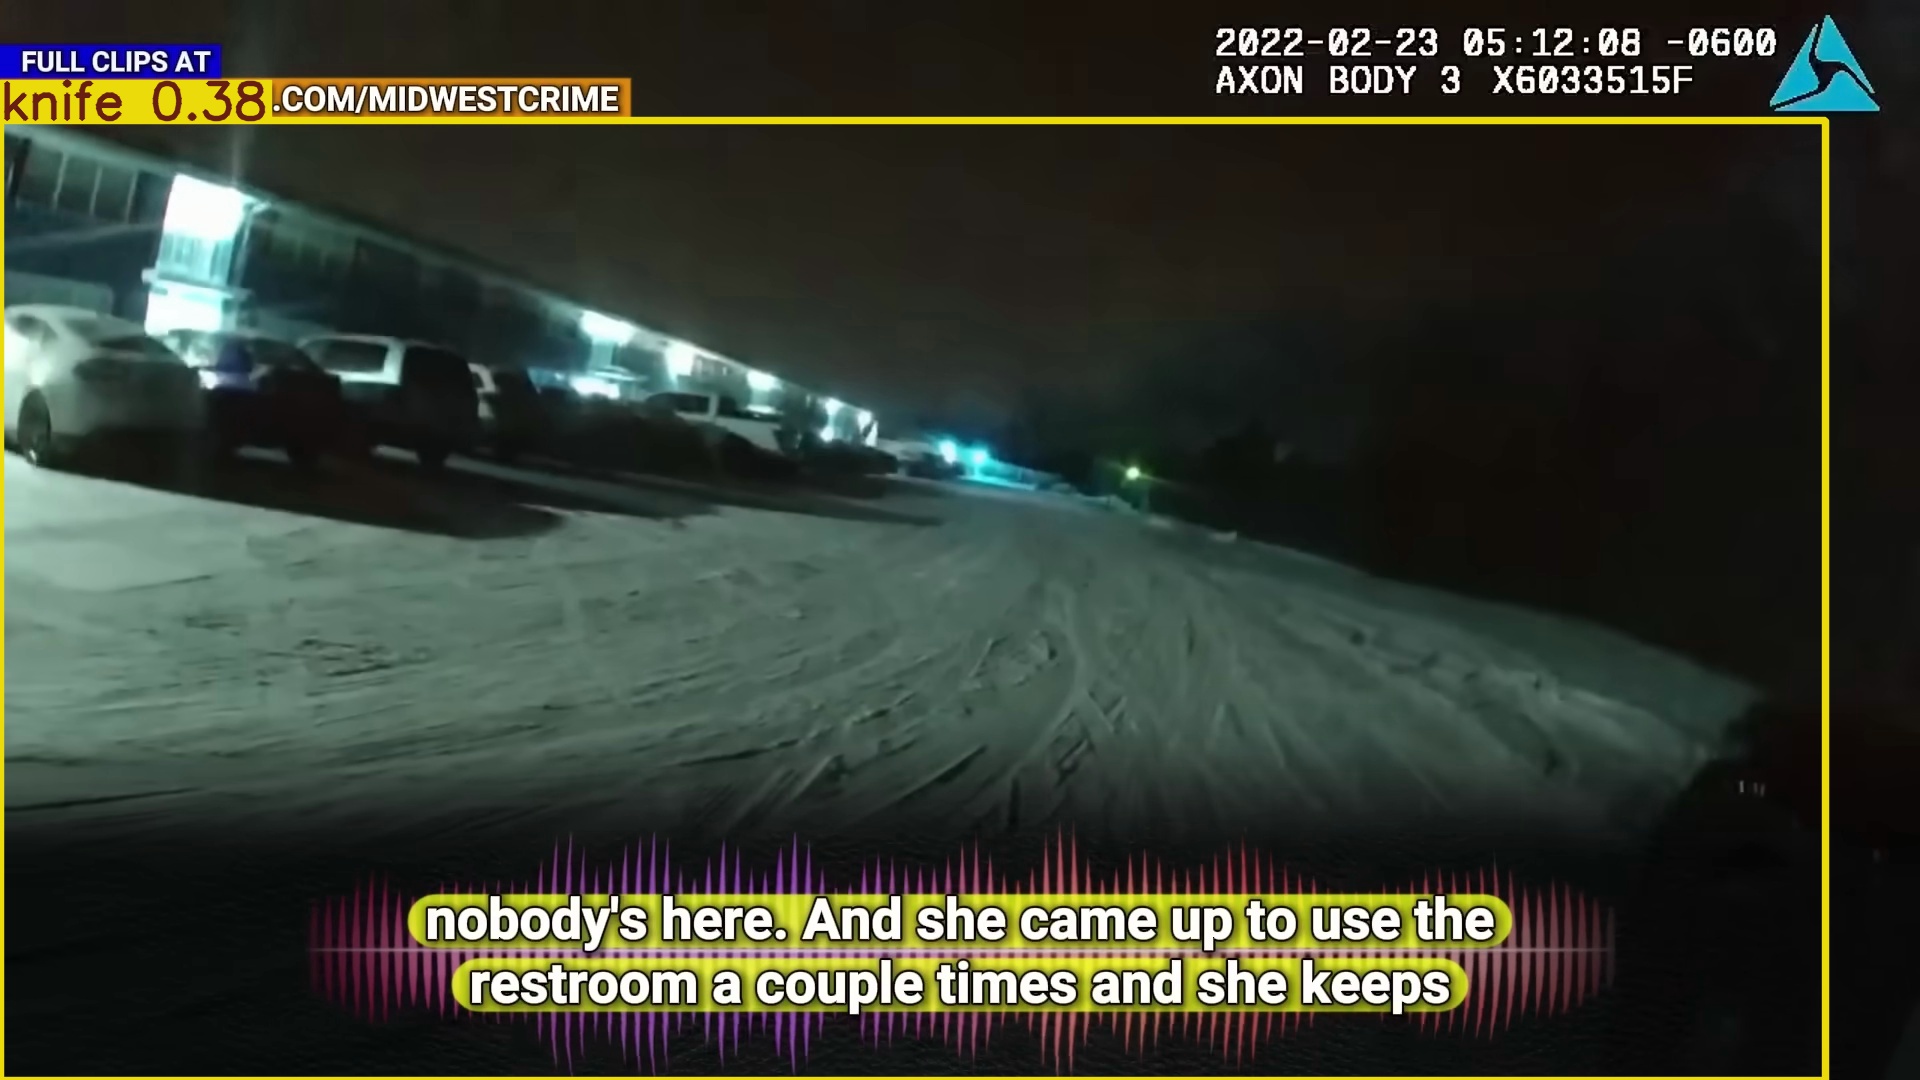 2022-02-23 05:12:08 -0600
AXON BODY 3 X6033515F
FULL CLIPS AT
knife 0.38
.COM/MIDWESTCRIME
nobody's here. And she came up to use the
restroom a couple times and she keeps